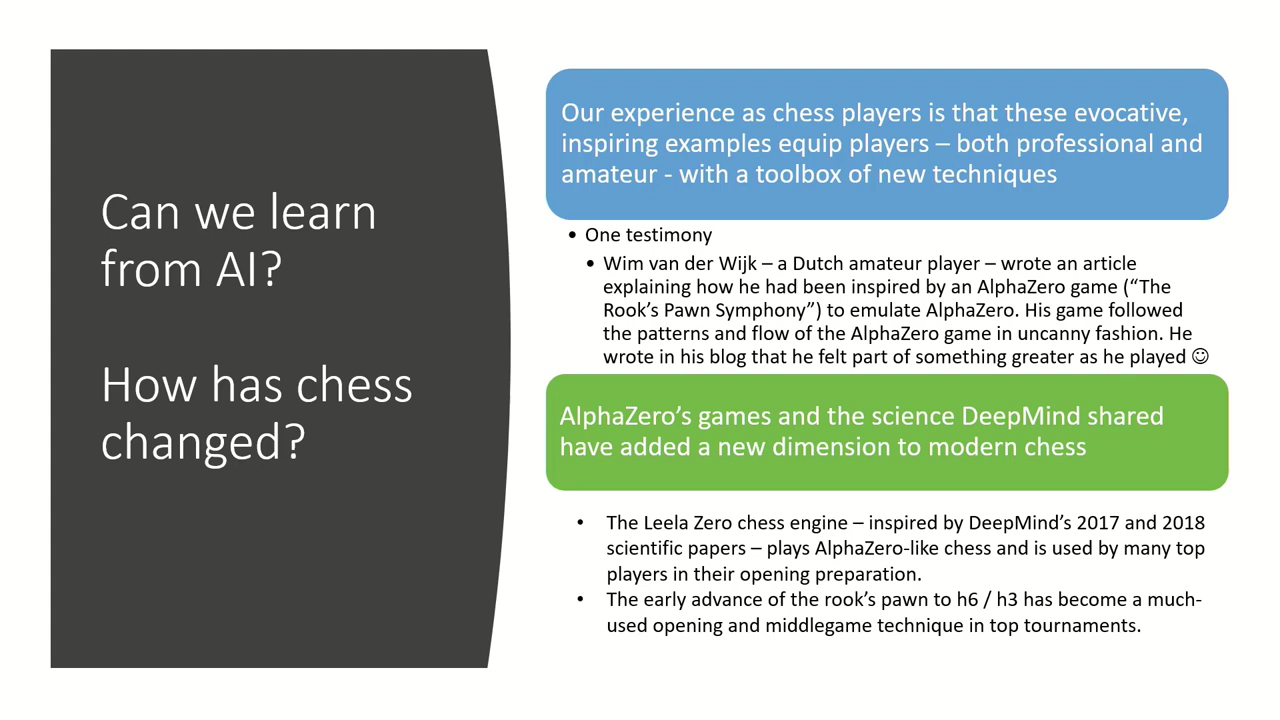 Can we learn
from AI?
How has chess
changed?
Our experience as chess players is that these evocative,
inspiring examples equip players – both professional and
amateur - with a toolbox of new techniques
• One testimony
• Wim van der Wijk – a Dutch amateur player – wrote an article
explaining how he had been inspired by an AlphaZero game (“The
Rook’s Pawn Symphony”) to emulate AlphaZero. His game followed
the patterns and flow of the AlphaZero game in uncanny fashion. He
wrote in his blog that he felt part of something greater as he played ☺
AlphaZero’s games and the science DeepMind shared
have added a new dimension to modern chess
• The Leela Zero chess engine – inspired by DeepMind’s 2017 and 2018
scientific papers – plays AlphaZero-like chess and is used by many top
players in their opening preparation.
• The early advance of the rook’s pawn to h6 / h3 has become a much-
used opening and middlegame technique in top tournaments.